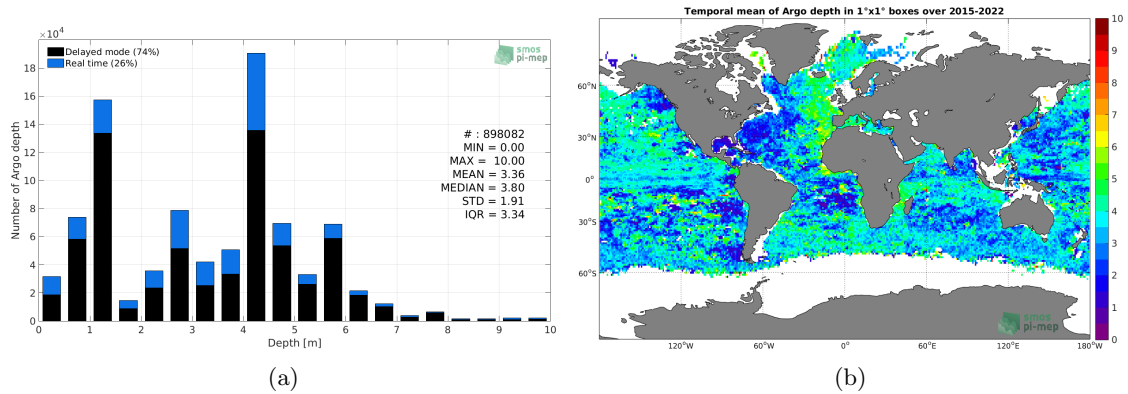 ×10⁴
Number of Argo depth
18
16
14
12
10
8
6
4
2
0
Delayed mode (74%)
Real time (26%)
smos
pi-mep
# : 898082
MIN = 0.00
MAX = 10.00
MEAN = 3.36
MEDIAN = 3.80
STD = 1.91
IQR = 3.34
0 1 2 3 4 5 6 7 8 9 10
Depth [m]
(a)
Temporal mean of Argo depth in 1°x1° boxes over 2015-2022
60°N
30°N
0°
30°S
60°S
120°W 60°W 0° 60°E 120°E 180°W
smos
pi-mep
10
9
8
7
6
5
4
3
2
1
0
(b)